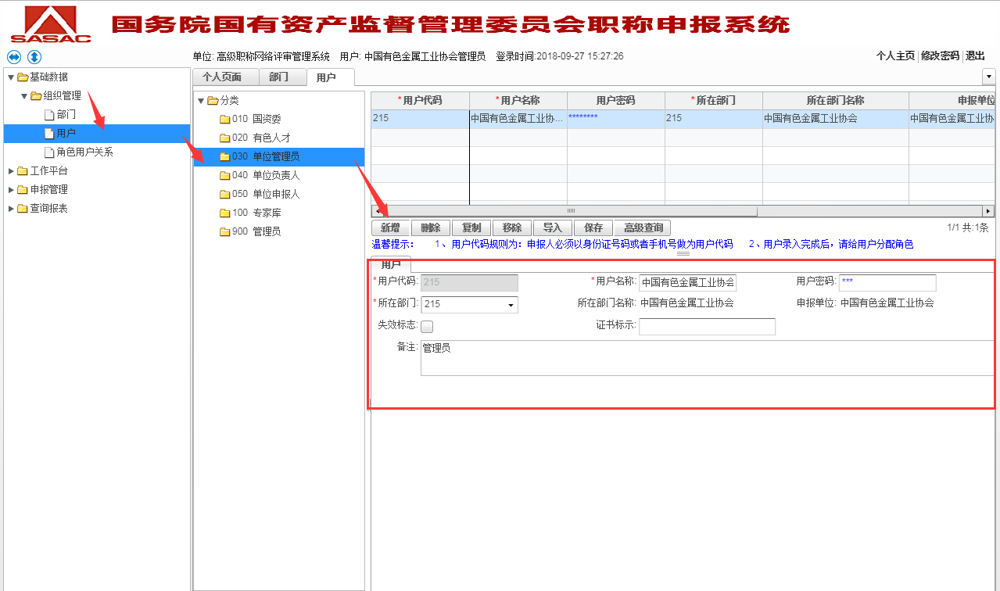 SASAC
国务院国有资产监督管理委员会职称申报系统
单位: 高级职称网络评审管理系统 用户: 中国有色金属工业协会管理员 登录时间:2018-09-27 15:27:26
个人主页 修改密码 退出
基础数据
组织管理
部门
用户
角色用户关系
工作平台
申报管理
查询报表
个人页面 部门 用户
分类
010 国资委
020 有色人才
030 单位管理员
040 单位负责人
050 单位申报人
100 专家库
900 管理员
*用户代码 *用户名称 用户密码 *所在部门 所在部门名称 申报单位
215 中国有色金属工业协... ******** 215 中国有色金属工业协会 中国有色金属工业协
新增 删除 复制 移除 导入 保存 高级查询 1/1 共:1条
温馨提示: 1、用户代码规则为: 申报人必须以身份证号码或者手机号做为用户代码 2、用户录入完成后, 请给用户分配角色
用户
*用户代码: 215 *用户名称: 中国有色金属工业协会 用户密码: ***
*所在部门: 215 所在部门名称: 中国有色金属工业协会 申报单位: 中国有色金属工业协会
失效标志: 证书标示:
备注: 管理员